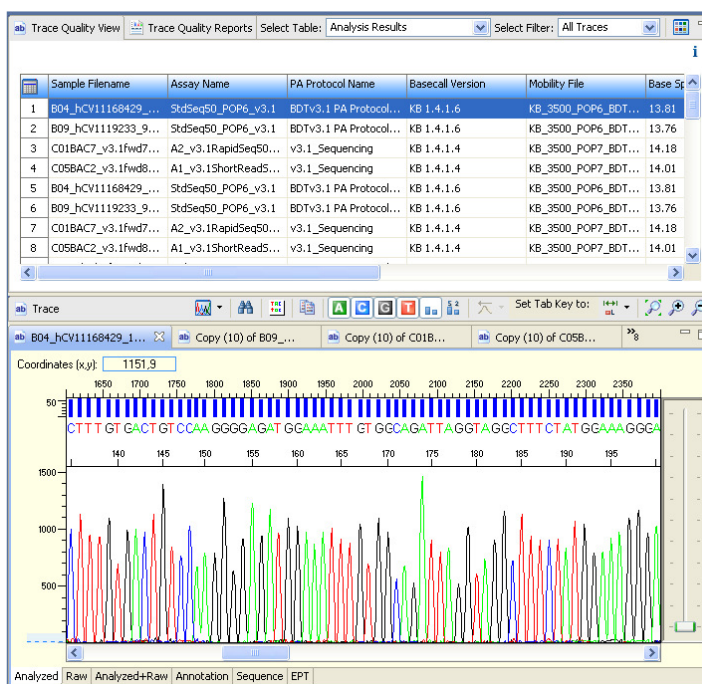 Trace Quality View Trace Quality Reports Select Table: Analysis Results Select Filter: All Traces
Sample Filename Assay Name PA Protocol Name Basecall Version Mobility File Base Sp
1 B04_hCV11168429_... StdSeq50_POP6_v3.1 BDTv3.1 PA Protocol... KB 1.4.1.6 KB_3500_POP6_BDT... 13.81
2 B09_hCV1119233_9... StdSeq50_POP6_v3.1 BDTv3.1 PA Protocol... KB 1.4.1.6 KB_3500_POP6_BDT... 13.76
3 C01BAC7_v3.1fwd7... A2_v3.1RapidSeq50... v3.1_Sequencing KB 1.4.1.4 KB_3500_POP7_BDT... 14.18
4 C05BAC2_v3.1fwd8... A1_v3.1ShortReadS... v3.1_Sequencing KB 1.4.1.4 KB_3500_POP7_BDT... 14.01
5 B04_hCV11168429_... StdSeq50_POP6_v3.1 BDTv3.1 PA Protocol... KB 1.4.1.6 KB_3500_POP6_BDT... 13.81
6 B09_hCV1119233_9... StdSeq50_POP6_v3.1 BDTv3.1 PA Protocol... KB 1.4.1.6 KB_3500_POP6_BDT... 13.76
7 C01BAC7_v3.1fwd7... A2_v3.1RapidSeq50... v3.1_Sequencing KB 1.4.1.4 KB_3500_POP7_BDT... 14.18
8 C05BAC2_v3.1fwd8... A1_v3.1ShortReadS... v3.1_Sequencing KB 1.4.1.4 KB_3500_POP7_BDT... 14.01
Trace A C G T Set Tab Key to:
B04_hCV11168429_1... Copy (10) of B09_... Copy (10) of C01B... Copy (10) of C05B... »8
Coordinates (x,y): 1151,9
1650 1700 1750 1800 1850 1900 1950 2000 2050 2100 2150 2200 2250 2300 2350
50
CTTTGTGACTGTCCAAGGGGAGATGGAAATTTGTGGCAGATTAGGTAGGCTTTCTATGGAAAGGGA
140 145 150 155 160 165 170 175 180 185 190 195
1500
1000
500
Analyzed Raw Analyzed+Raw Annotation Sequence EPT